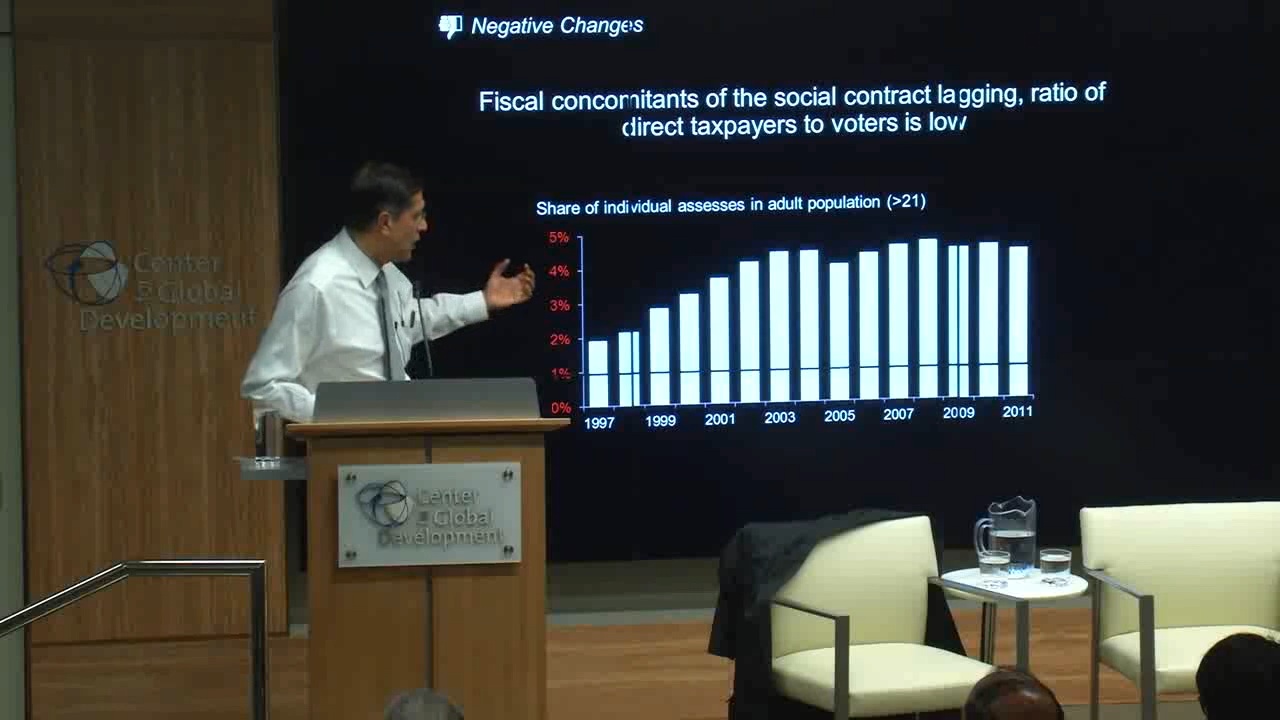 Negative Changes
Fiscal concomitants of the social contract lagging, ratio of
direct taxpayers to voters is low
Share of individual assesses in adult population (>21)
5%
4%
3%
2%
1%
0%
1997 1999 2001 2003 2005 2007 2009 2011
Center
for Global
Development
Center
for Global
Development